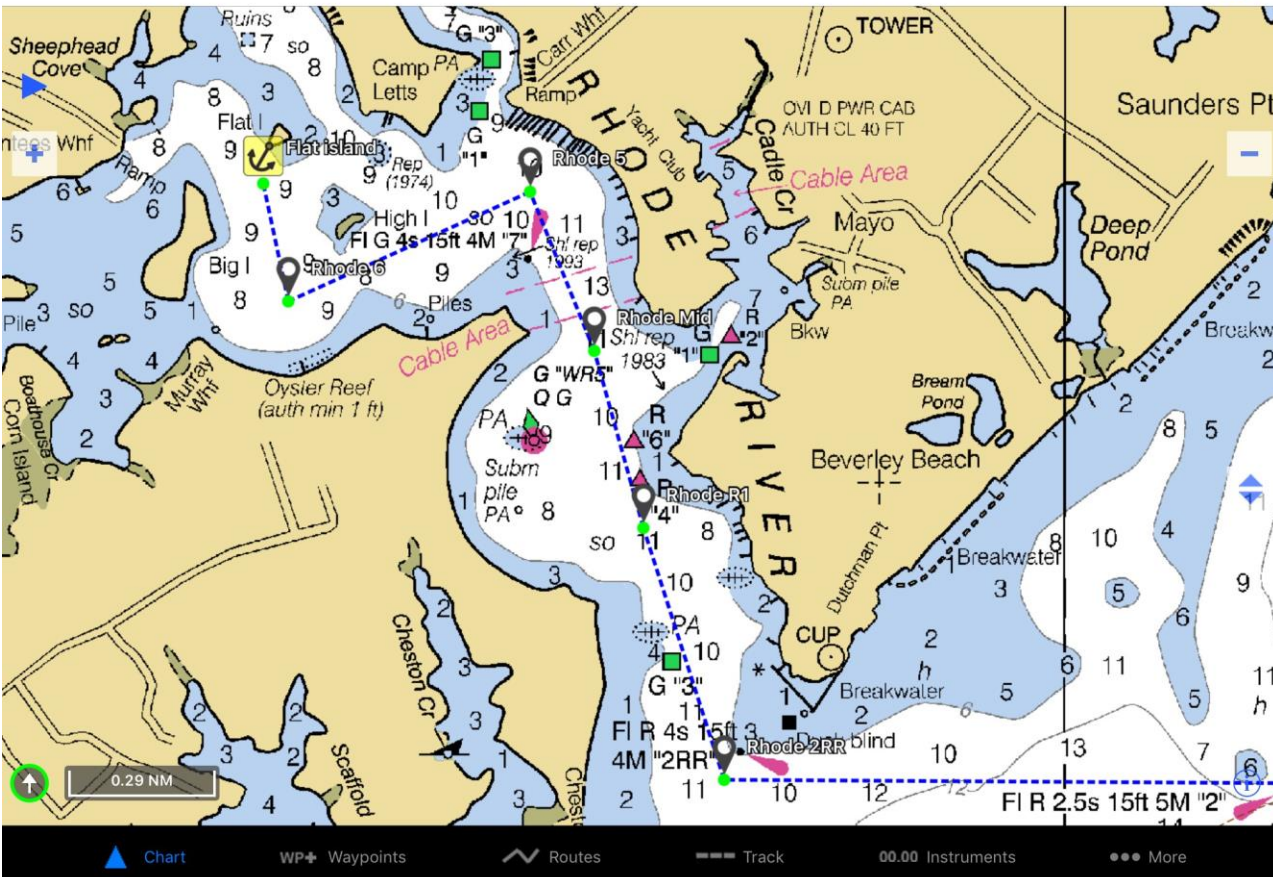 Ruins
7
G "3"
Carr Whf
TOWER
Sheephead
Cove
Camp
Letts
PA
Ramp
OVHD PWR CAB
AUTH CL 40 FT
Saunders Pt
Flat I
Flat island
Rep
(1974)
G
"1"
Rhode 5
RHODE
Yacht Club
Cadle Cr
Cable Area
Ramp
High I
so
Fl G 4s 15ft 4M "7"
Shl rep
1993
Mayo
Deep
Pond
Big I
Rhode 6
Subm pile
PA
Piles
Pile
so
Cable Area
Rhode Mid
Shl rep
1983
G
"1"
R
"2"
Bkw
Murray
Whf
Oyster Reef
(auth min 1 ft)
G "WR5"
Q G
PA
R
"6"
RIVER
Bream
Pond
Boathouse Cr
Corn Island
Beverley Beach
Subm
pile
PA
R
"4"
Rhode R1
so
Dutchman Pt
Breakwater
Cheston Cr
PA
CUP
G "3"
Breakwater
h
h
Fl R 4s 15ft
4M "2RR"
Rhode 2RR
Scaffold
0.29 NM
Fl R 2.5s 15ft 5M "2"
Chart
WP+ Waypoints
Routes
Track
00.00 Instruments
More